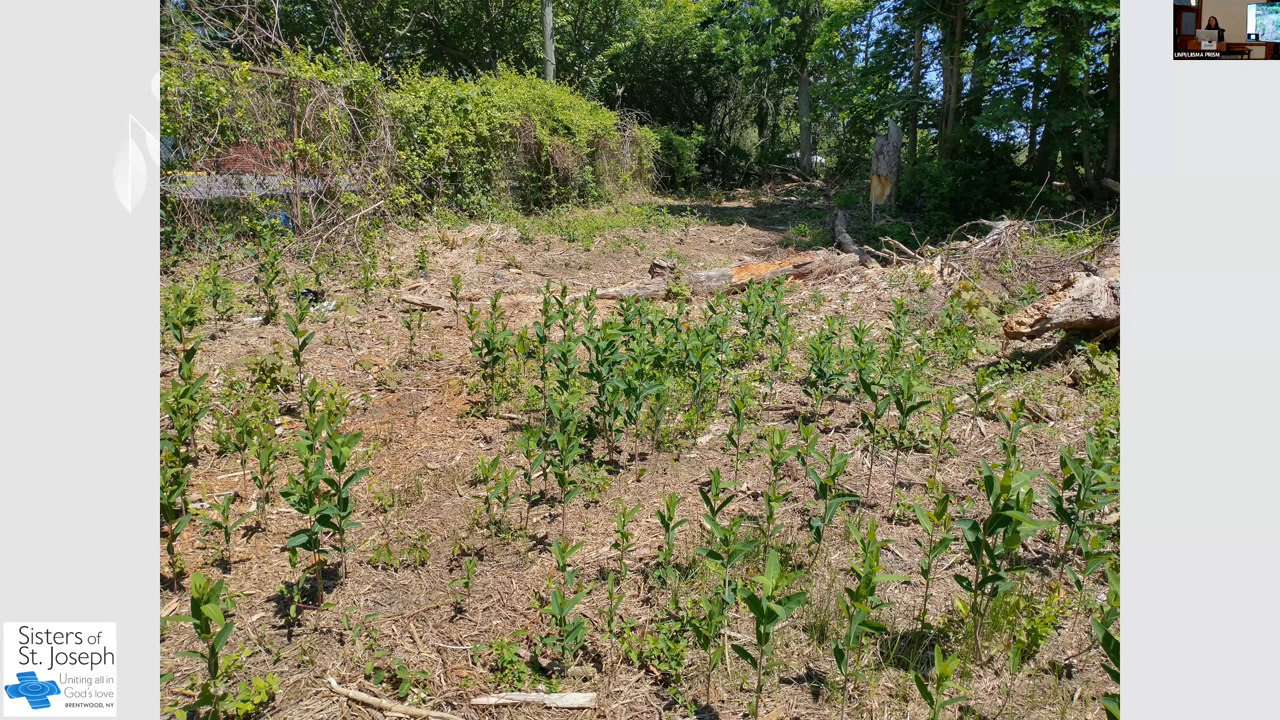 LINPI/LIISMA PRISM
Sisters of
St. Joseph
Uniting all in
God's love
BRENTWOOD, NY